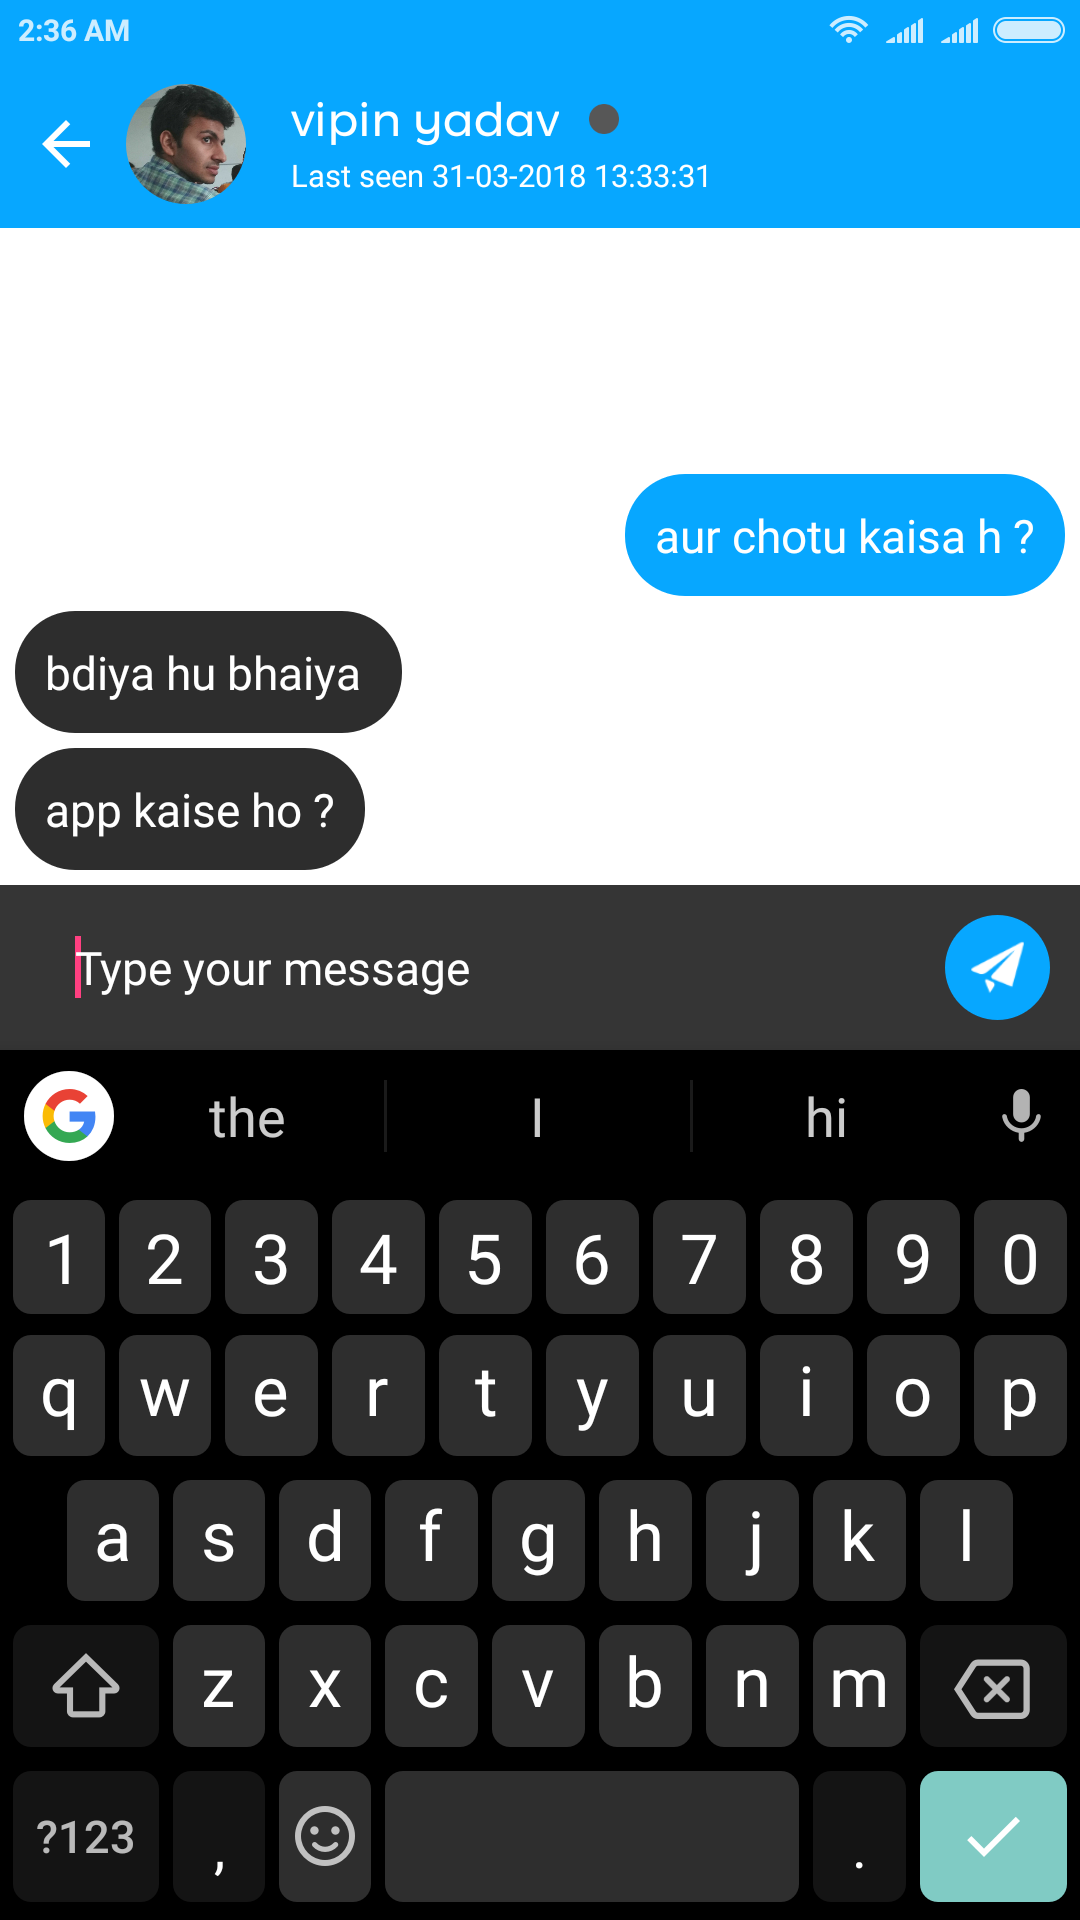 2:36 AM
vipin yadav
Last seen 31-03-2018 13:33:31
aur chotu kaisa h ?
bdiya hu bhaiya
app kaise ho ?
Type your message
G the I hi
1 2 3 4 5 6 7 8 9 0
q w e r t y u i o p
a s d f g h j k l
z x c v b n m
?123 , .